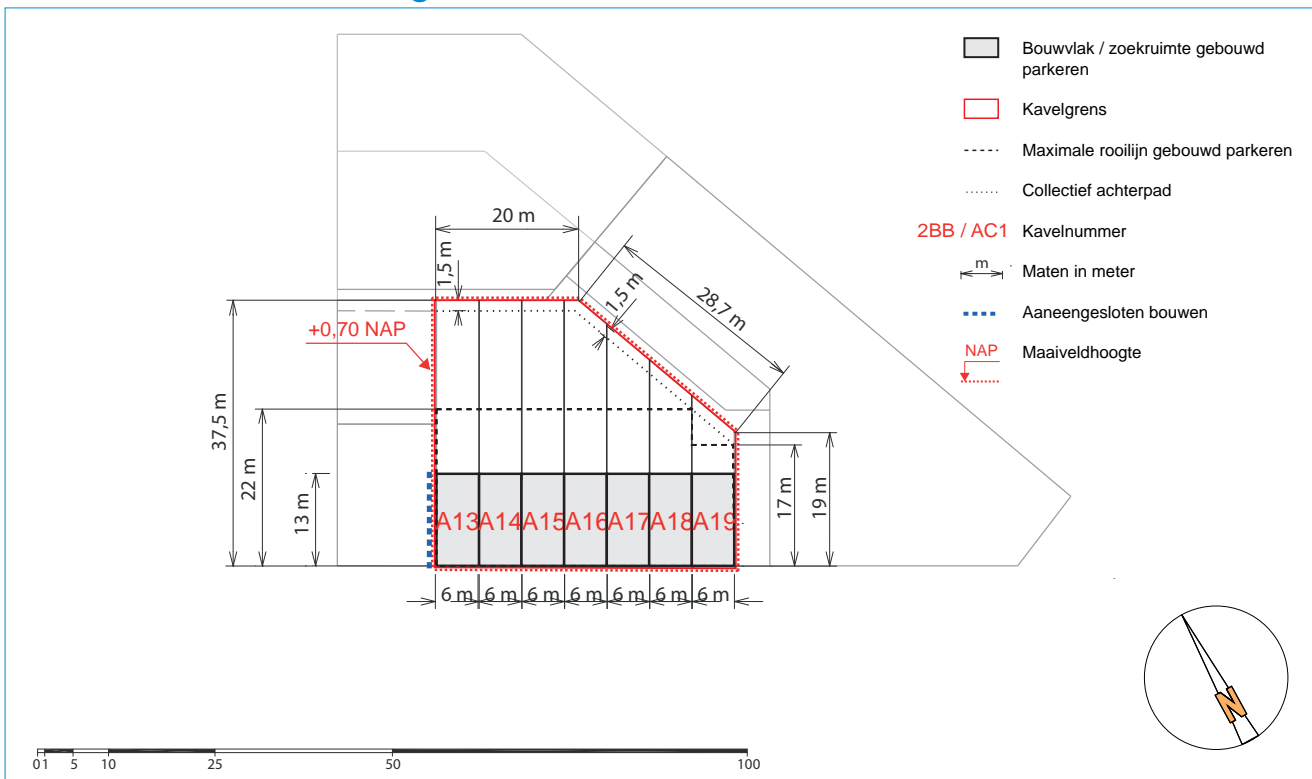 Bouwvlak / zoekruimte gebouwd
parkeren
Kavelgrens
Maximale rooilijn gebouwd parkeren
Collectief achterpad
2BB / AC1 Kavelnummer
m Maten in meter
Aaneengesloten bouwen
NAP Maaiveldhoogte
20 m
1,5 m
1,5 m
28,7 m
+0,70 NAP
37,5 m
22 m
13 m
17 m
19 m
A13 A14 A15 A16 A17 A18 A19
6 m 6 m 6 m 6 m 6 m 6 m 6 m
N
0 1 5 10 25 50 100